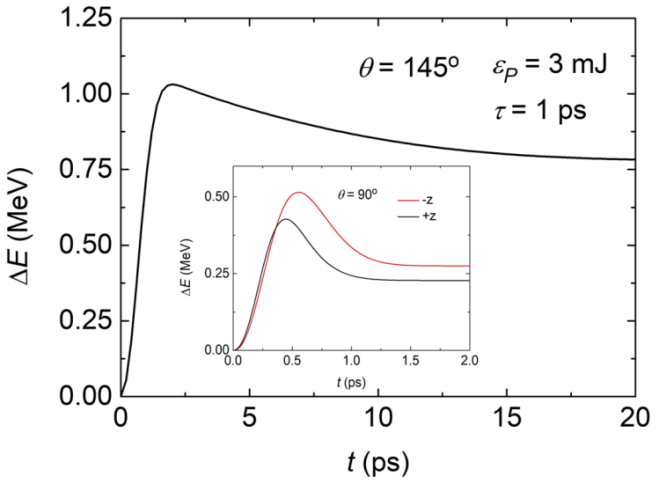 θ = 145° εP = 3 mJ
τ = 1 ps
ΔE (MeV)
1.25
1.00
0.75
0.50
0.25
0.00
0 5 10 15 20
t (ps)
θ = 90°
-z
+z
ΔE (MeV)
0.50
0.25
0.00
0.0 0.5 1.0 1.5 2.0
t (ps)